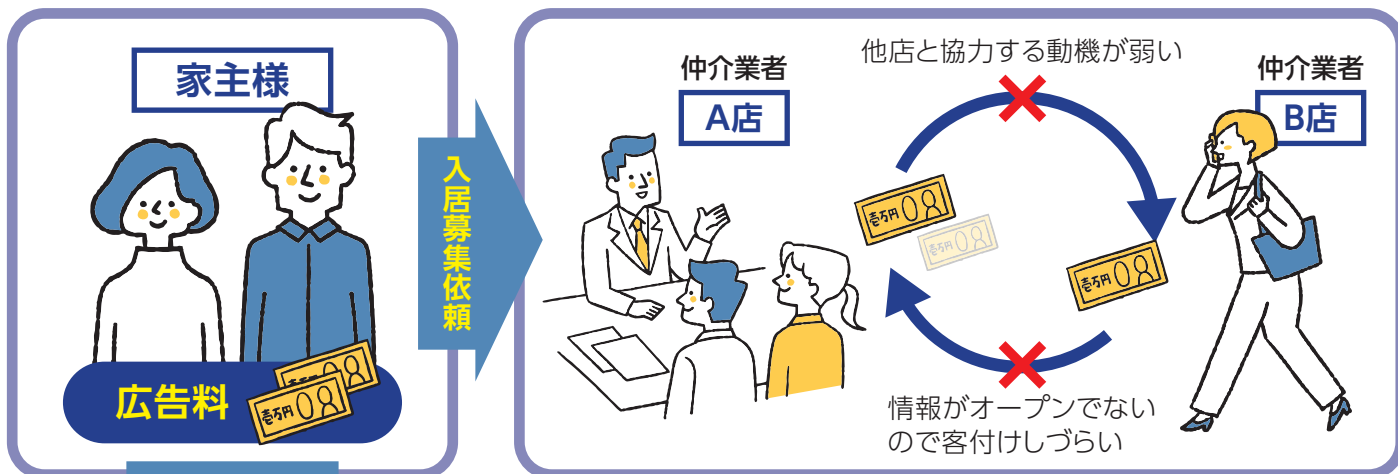 家主様
広告料
壱万円
入居募集依頼
仲介業者
A店
他店と協力する動機が弱い
仲介業者
B店
壱万円
壱万円
壱万円
情報がオープンでない
ので客付けしづらい